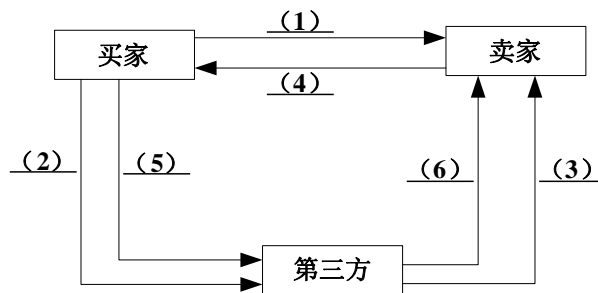 （1）
买家
卖家
（4）
（2）
（5）
（6）
（3）
第三方